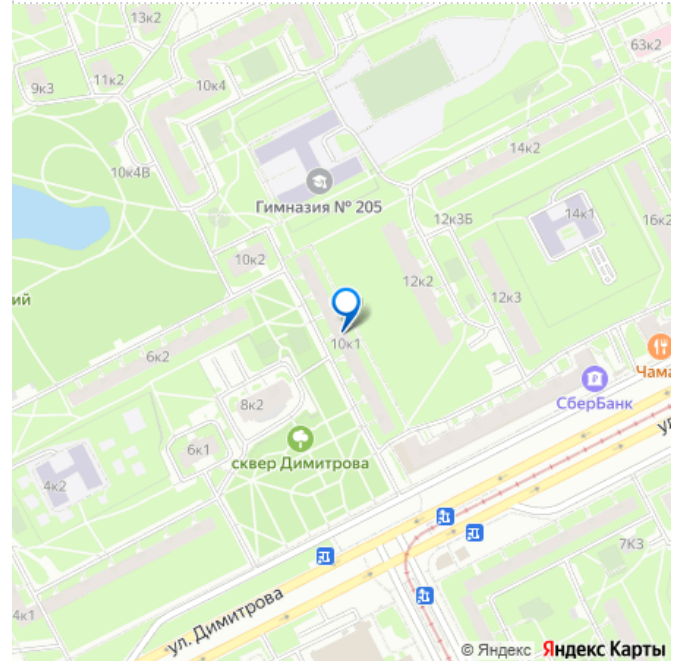 13к2
63к2
9к3
11к2
10к4
14к2
10к4В
Гимназия № 205
12к3Б
14к1
16к2
10к2
12к2
12к3
ий
10к1
6к2
Чама
СберБанк
8к2
ул
6к1
сквер Димитрова
4к2
7К3
ул. Димитрова
4к1
© Яндекс Яндекс Карты